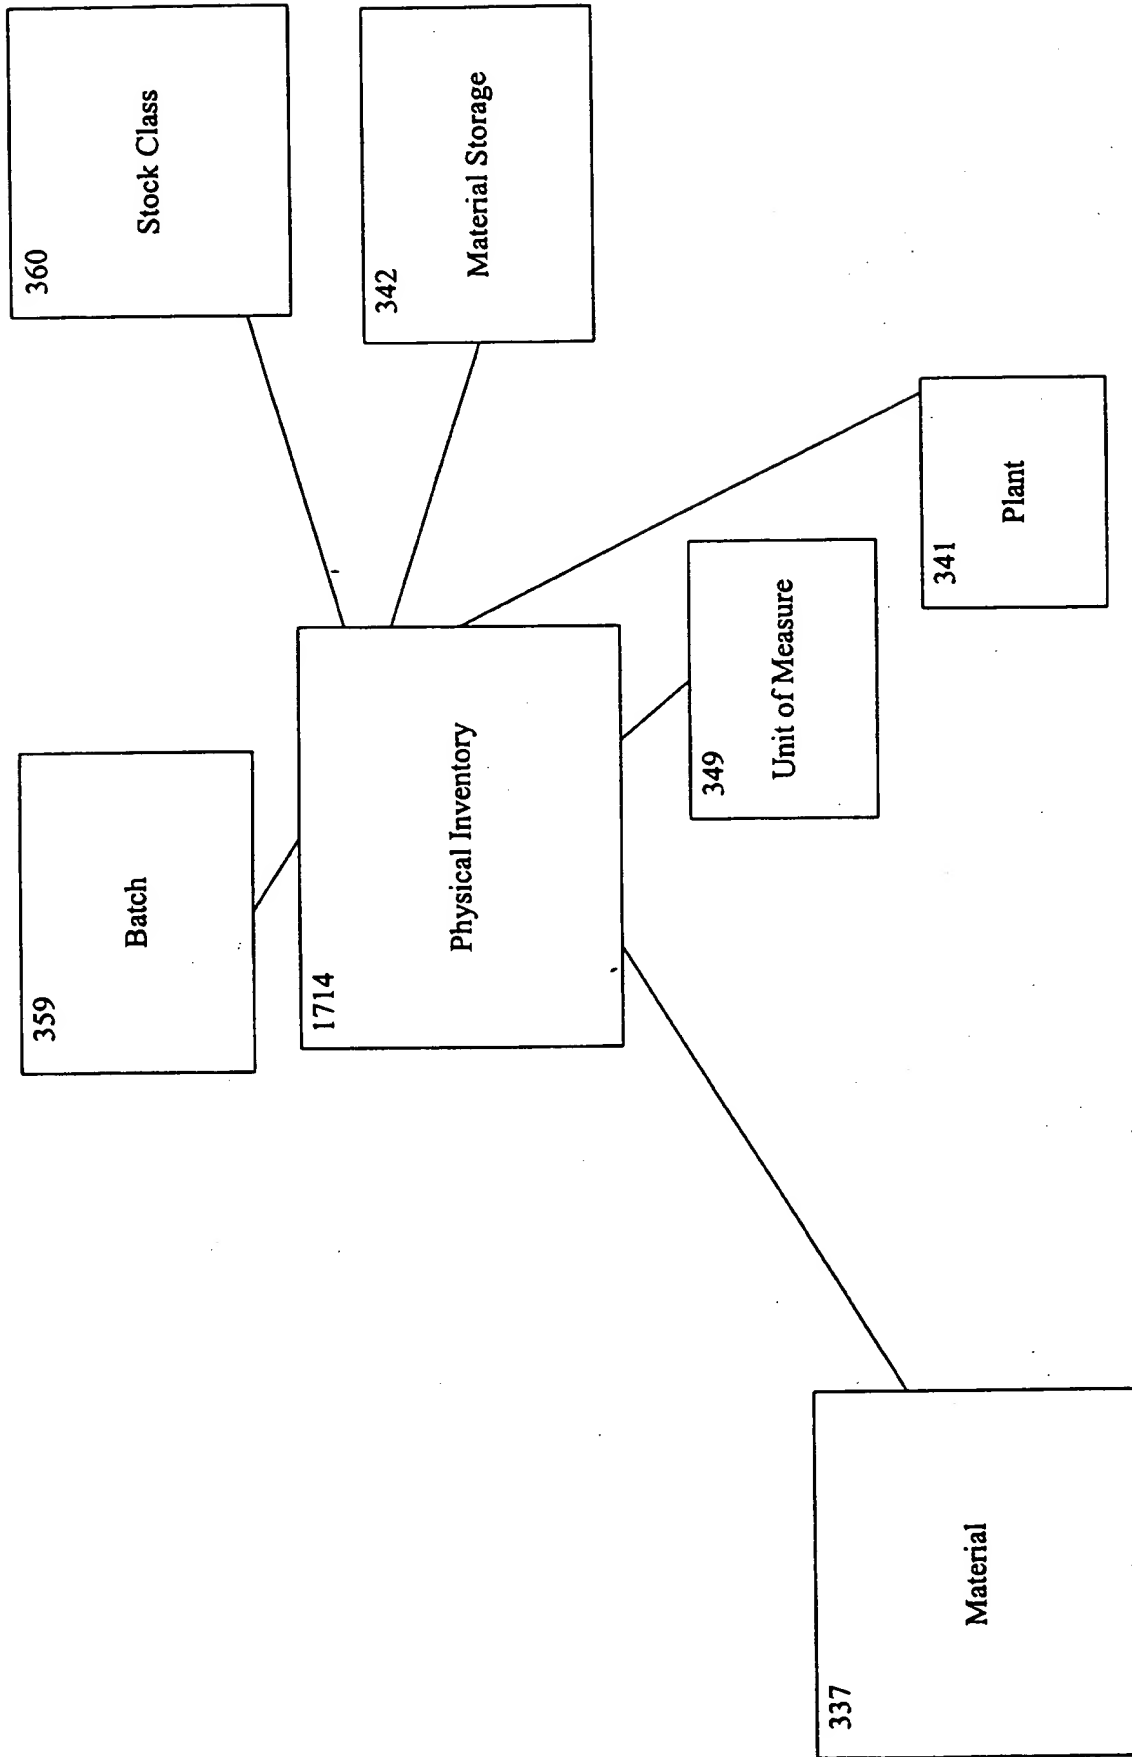 359
Batch
360
Stock Class
1714
Physical Inventory
342
Material Storage
349
Unit of Measure
337
Material
341
Plant